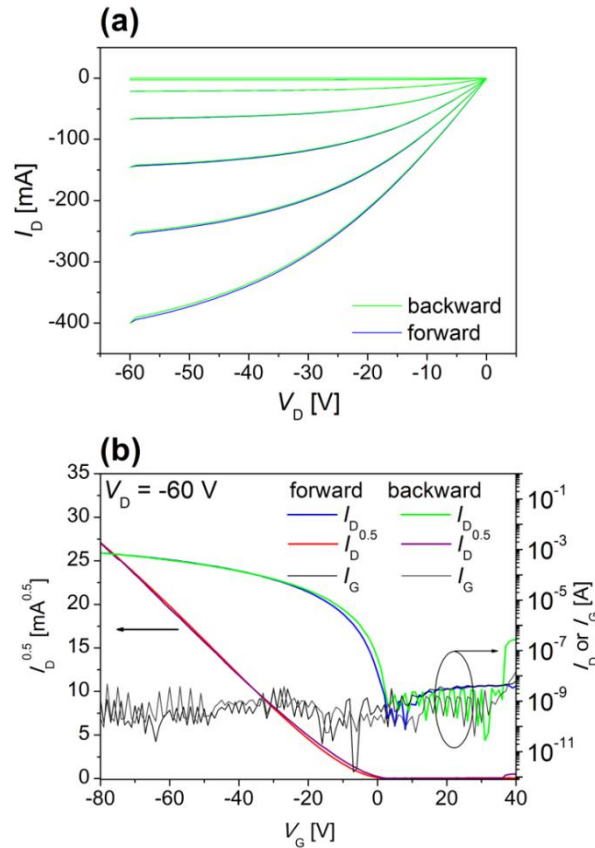 (a)
0
-100
-200
-300
-400
I_D [mA]
backward
forward
-60 -50 -40 -30 -20 -10 0
V_D [V]
(b)
35
30
25
20
15
10
5
0
I_D^0.5 [mA^0.5]
V_D = -60 V
forward backward
I_D I_D^0.5
I_D^0.5 I_D
I_G I_G
10^-1
10^-3
10^-5
10^-7
10^-9
10^-11
I_D or I_G [A]
-80 -60 -40 -20 0 20 40
V_G [V]